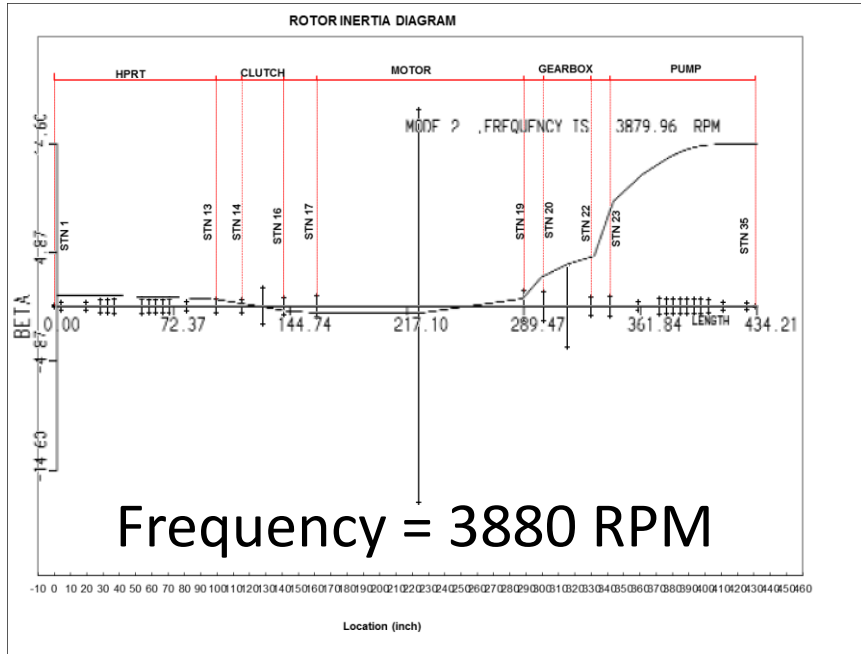 ROTOR INERTIA DIAGRAM
HPRT
CLUTCH
MOTOR
GEARBOX
PUMP
MODE 2 ,FREQUENCY IS 3879.96 RPM
4.87
-4.87
BETA
STN 1
STN 13
STN 14
STN 16
STN 17
STN 19
STN 20
STN 22
STN 23
STN 35
0.00 72.37 144.74 217.10 289.47 361.84 LENGTH 434.21
Frequency = 3880 RPM
-10 0 10 20 30 40 50 60 70 80 90 100 110 120 130 140 150 160 170 180 190 200 210 220 230 240 250 260 270 280 290 300 310 320 330 340 350 360 370 380 390 400 410 420 430 440 450 460
Location (inch)